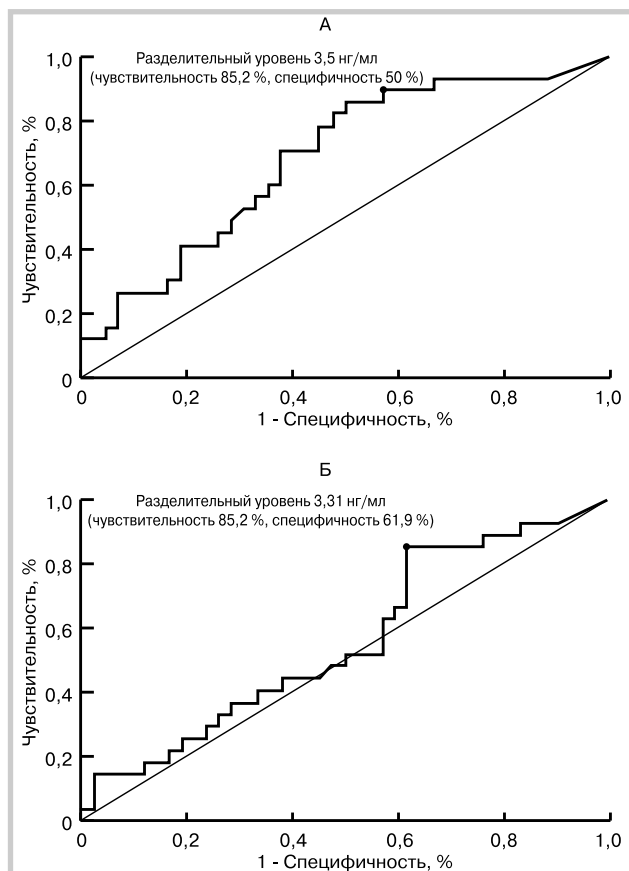 А
Разделительный уровень 3,5 нг/мл
(чувствительность 85,2 %, специфичность 50 %)
1,0
0,8
0,6
0,4
0,2
0
Чувствительность, %
0
0,2
0,4
0,6
0,8
1,0
1 - Специфичность, %
Б
Разделительный уровень 3,31 нг/мл
(чувствительность 85,2 %, специфичность 61,9 %)
1,0
0,8
0,6
0,4
0,2
0
Чувствительность, %
0
0,2
0,4
0,6
0,8
1,0
1 - Специфичность, %